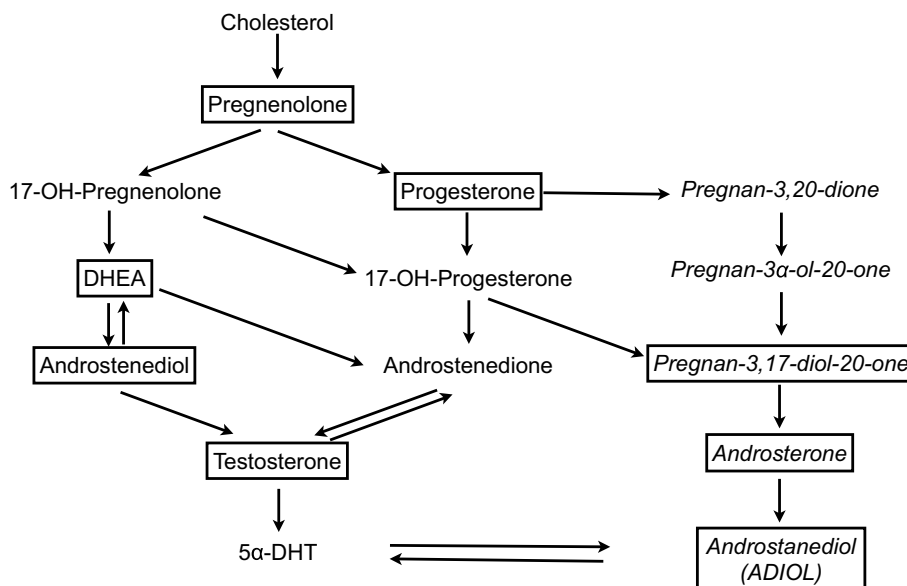 Cholesterol
Pregnenolone
17-OH-Pregnenolone
Progesterone
Pregnan-3,20-dione
DHEA
17-OH-Progesterone
Pregnan-3α-ol-20-one
Androstenediol
Androstenedione
Pregnan-3,17-diol-20-one
Testosterone
Androsterone
5α-DHT
Androstanediol
(ADIOL)